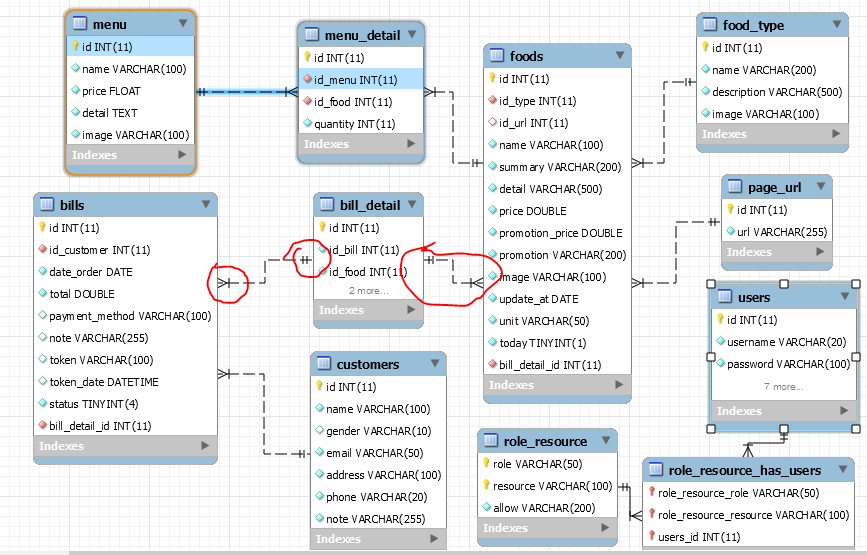 menu
id INT(11)
name VARCHAR(100)
price FLOAT
detail TEXT
image VARCHAR(100)
Indexes
menu_detail
id INT(11)
id_menu INT(11)
id_food INT(11)
quantity INT(11)
Indexes
foods
id INT(11)
id_type INT(11)
id_url INT(11)
name VARCHAR(100)
summary VARCHAR(200)
detail VARCHAR(500)
price DOUBLE
promotion_price DOUBLE
promotion VARCHAR(200)
image VARCHAR(100)
update_at DATE
unit VARCHAR(50)
today TINYINT(1)
bill_detail_id INT(11)
Indexes
food_type
id INT(11)
name VARCHAR(200)
description VARCHAR(500)
image VARCHAR(100)
Indexes
bills
id INT(11)
id_customer INT(11)
date_order DATE
total DOUBLE
payment_method VARCHAR(100)
note VARCHAR(255)
token VARCHAR(100)
token_date DATETIME
status TINYINT(4)
bill_detail_id INT(11)
Indexes
bill_detail
id INT(11)
id_bill INT(11)
id_food INT(11)
2 more...
Indexes
page_url
id INT(11)
url VARCHAR(255)
Indexes
users
id INT(11)
username VARCHAR(20)
password VARCHAR(100)
7 more...
Indexes
customers
id INT(11)
name VARCHAR(100)
gender VARCHAR(10)
email VARCHAR(50)
address VARCHAR(100)
phone VARCHAR(20)
note VARCHAR(255)
Indexes
role_resource
role VARCHAR(50)
resource VARCHAR(100)
allow VARCHAR(200)
Indexes
role_resource_has_users
role_resource_role VARCHAR(50)
role_resource_resource VARCHAR(100)
users_id INT(11)